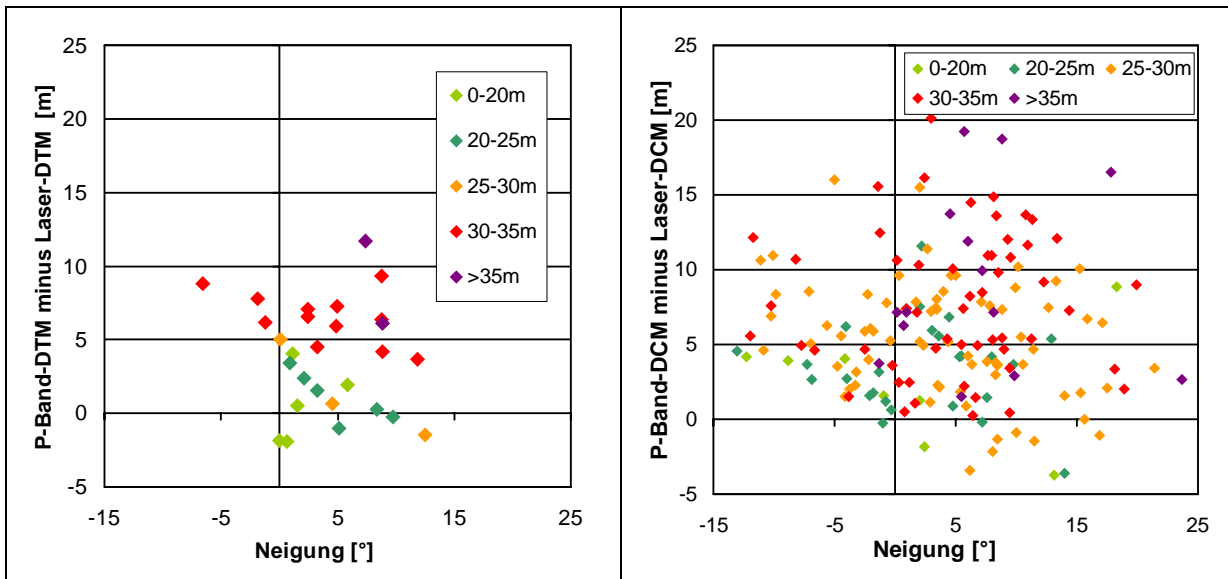 P-Band-DTM minus Laser-DTM [m]
25
20
15
10
5
0
-5
-15
-5
5
15
25
Neigung [°]
0-20m
20-25m
25-30m
30-35m
>35m
P-Band-DCM minus Laser-DCM [m]
25
20
15
10
5
0
-5
-15
-5
5
15
25
Neigung [°]
0-20m 20-25m 25-30m
30-35m >35m